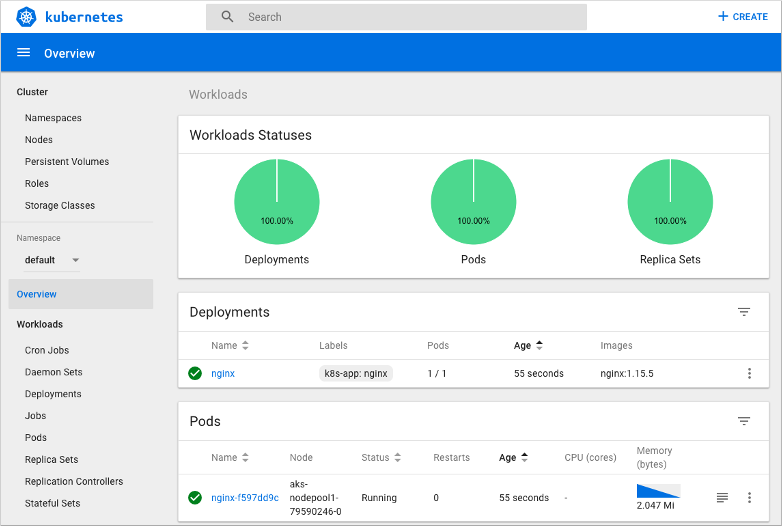 kubernetes
Search
+ CREATE
Overview
Cluster
Namespaces
Nodes
Persistent Volumes
Roles
Storage Classes
Namespace
default
Overview
Workloads
Cron Jobs
Daemon Sets
Deployments
Jobs
Pods
Replica Sets
Replication Controllers
Stateful Sets
Workloads
Workloads Statuses
100.00% 100.00% 100.00%
Deployments Pods Replica Sets
Deployments
Name Labels Pods Age Images
nginx k8s-app: nginx 1 / 1 55 seconds nginx:1.15.5
Pods
Name Node Status Restarts Age CPU (cores) Memory
(bytes)
nginx-f597dd9c aks-
nodepool1-
79590246-0 Running 0 55 seconds -
2.047 Mi